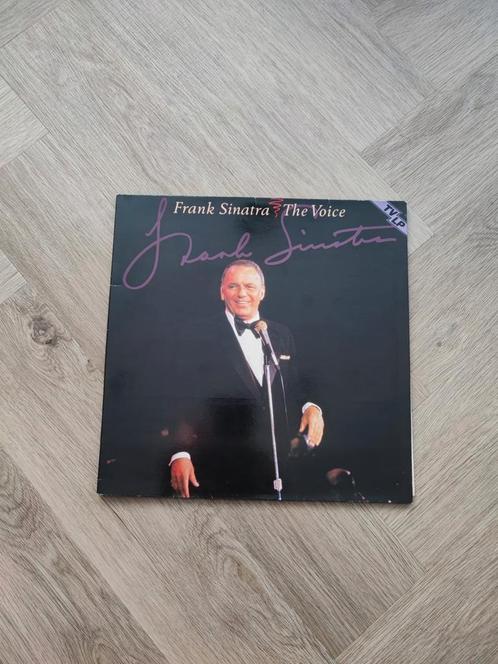 Frank Sinatra The Voice
TV LP
Frank Sinatra